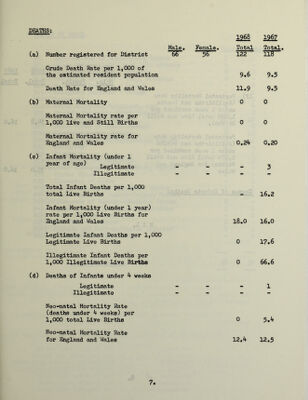 DEATHS:
1968 1967
Male. Female. Total Total.
(a) Number registered for District 66 56 122 118
Crude Death Rate per 1,000 of
the estimated resident population 9.6 9.5
Death Rate for England and Wales 11.9 9.5
(b) Maternal Mortality 0 0
Maternal Mortality rate per
1,000 live and Still Births 0 0
Maternal Mortality rate for
England and Wales 0.24 0.20
(c) Infant Mortality (under 1
year of age) Legitimate - - - 3
Illegitimate - - - -
Total Infant Deaths per 1,000
total Live Births - 16.2
Infant Mortality (under 1 year)
rate per 1,000 Live Births for
England and Wales 18.0 16.0
Legitimate Infant Deaths per 1,000
Legitimate Live Births 0 17.6
Illegitimate Infant Deaths per
1,000 Illegitimate Live Births 0 66.6
(d) Deaths of Infants under 4 weeks
Legitimate - - - 1
Illegitimate - - - -
Neo-natal Mortality Rate
(deaths under 4 weeks) per
1,000 total Live Births 0 5.4
Neo-natal Mortality Rate
for England and Wales 12.4 12.5
7.